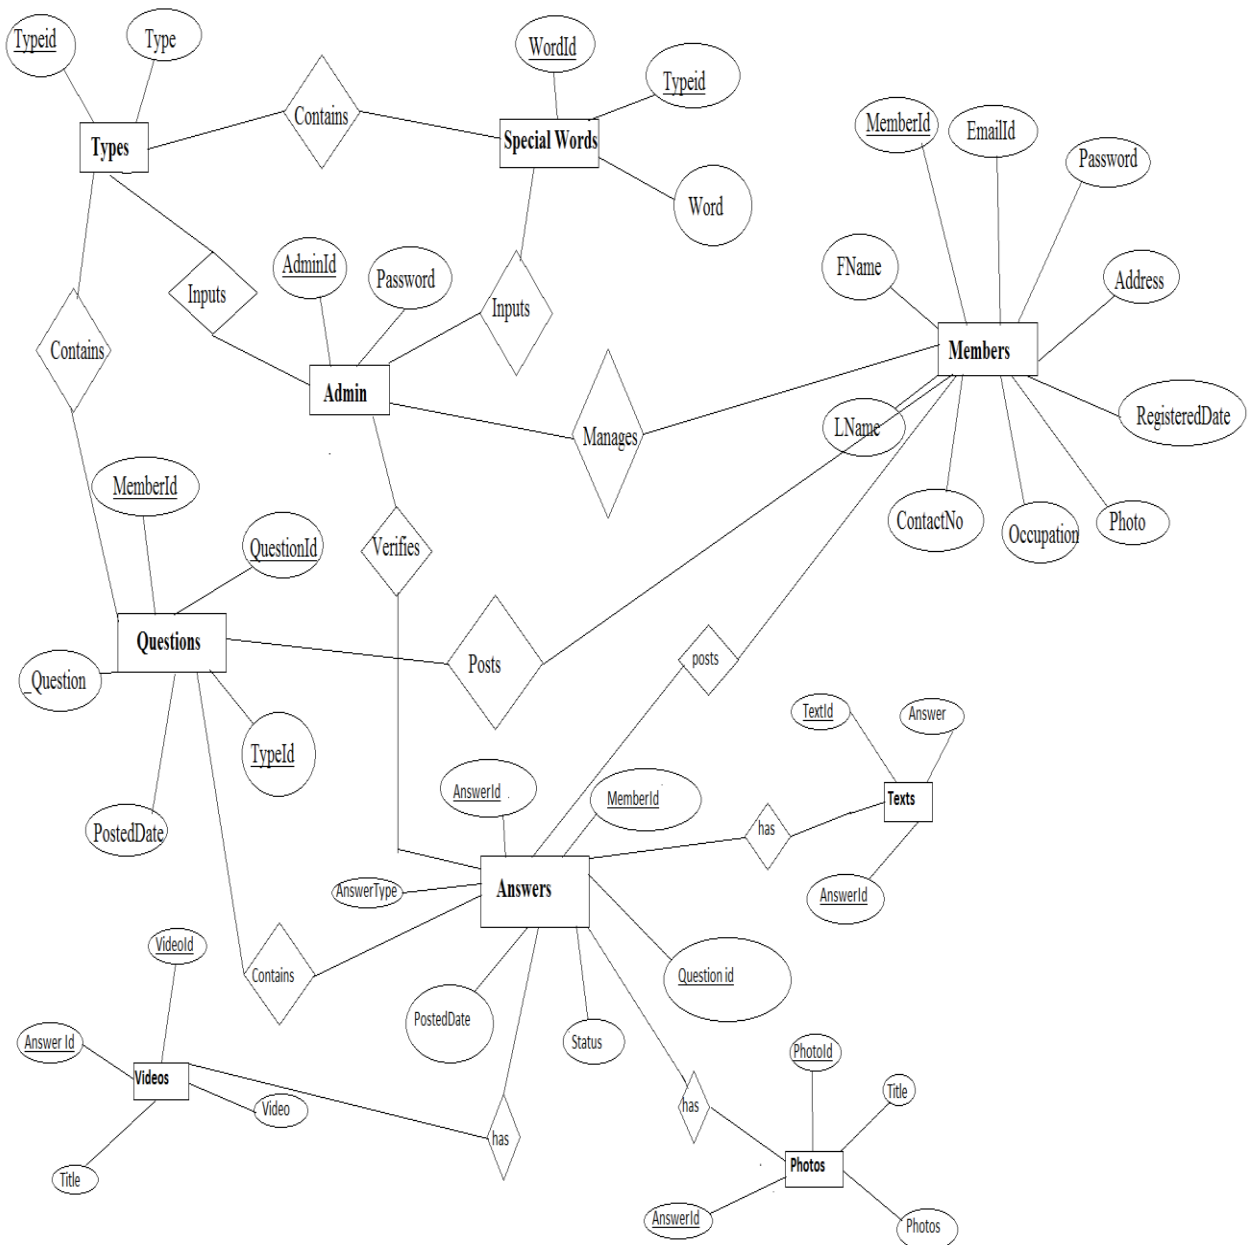 Typeid
Type
WordId
Typeid
Contains
Types
Special Words
Word
MemberId
EmailId
Password
FName
Address
Members
AdminId
Password
Inputs
Inputs
Contains
Admin
Manages
LName
RegisteredDate
ContactNo
Occupation
Photo
MemberId
QuestionId
Verifies
Questions
_Question
Posts
posts
TypeId
PostedDate
TextId
Answer
AnswerId
MemberId
Texts
has
AnswerType
Answers
AnswerId
VideoId
Contains
Question id
PostedDate
Status
Answer Id
Videos
Video
Title
has
PhotoId
Title
has
Photos
AnswerId
Photos